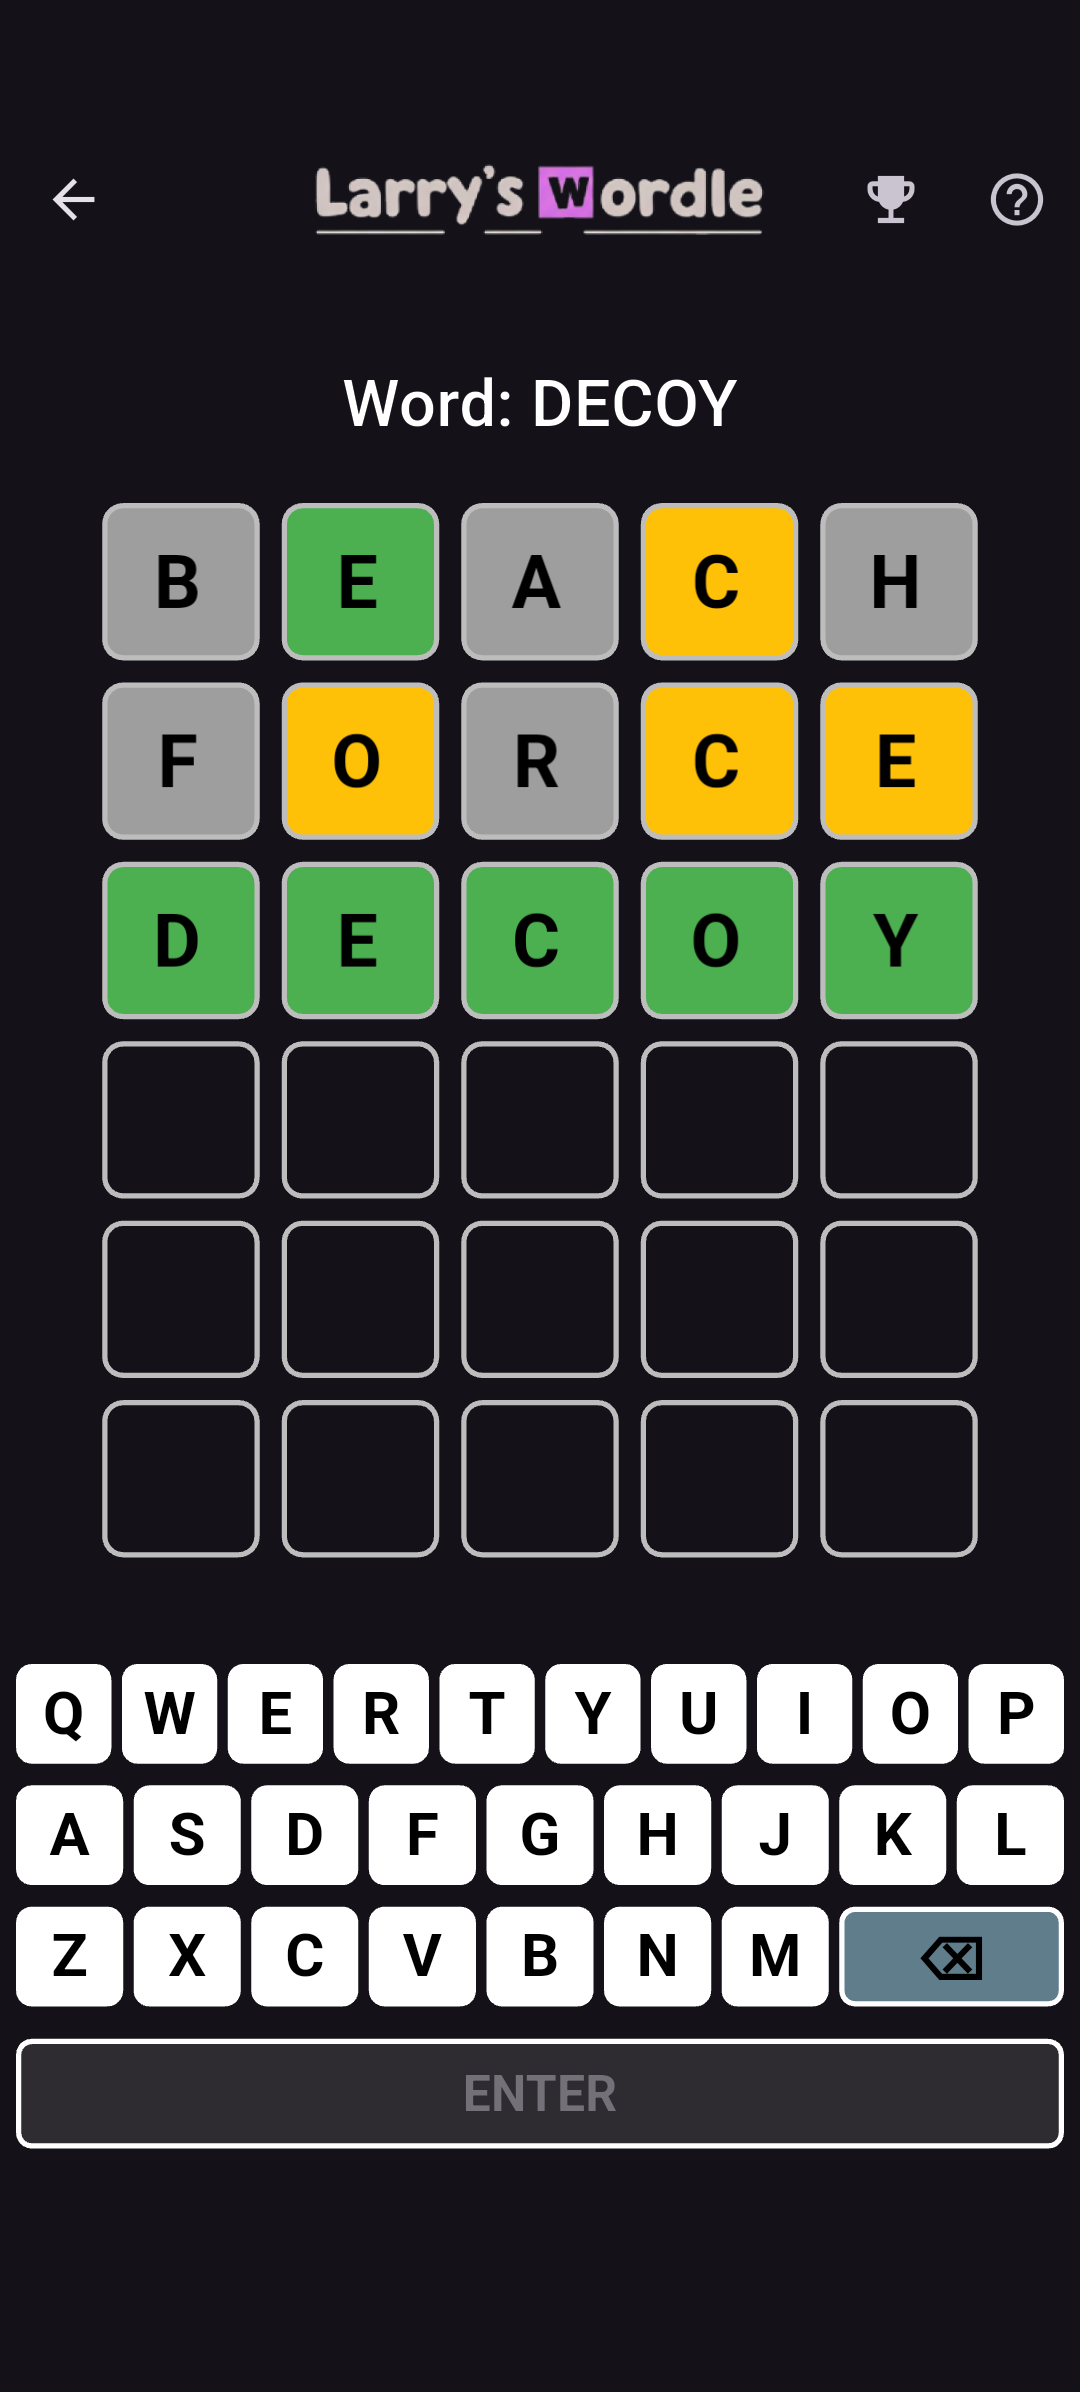 Larry's Wordle
Word: DECOY
B E A C H
F O R C E
D E C O Y
Q W E R T Y U I O P
A S D F G H J K L
Z X C V B N M
ENTER